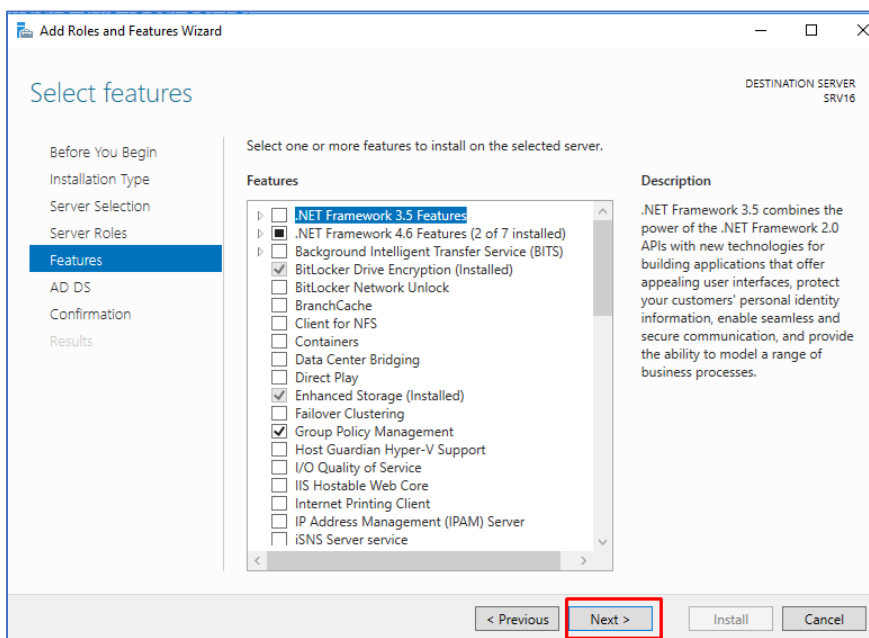 Add Roles and Features Wizard
Select features
DESTINATION SERVER
SRV16
Before You Begin
Installation Type
Server Selection
Server Roles
Features
AD DS
Confirmation
Results
Select one or more features to install on the selected server.
Features
.NET Framework 3.5 Features
.NET Framework 4.6 Features (2 of 7 installed)
Background Intelligent Transfer Service (BITS)
BitLocker Drive Encryption (Installed)
BitLocker Network Unlock
BranchCache
Client for NFS
Containers
Data Center Bridging
Direct Play
Enhanced Storage (Installed)
Failover Clustering
Group Policy Management
Host Guardian Hyper-V Support
I/O Quality of Service
IIS Hostable Web Core
Internet Printing Client
IP Address Management (IPAM) Server
iSNS Server service
Description
.NET Framework 3.5 combines the
power of the .NET Framework 2.0
APIs with new technologies for
building applications that offer
appealing user interfaces, protect
your customers' personal identity
information, enable seamless and
secure communication, and provide
the ability to model a range of
business processes.
< Previous
Next >
Install
Cancel